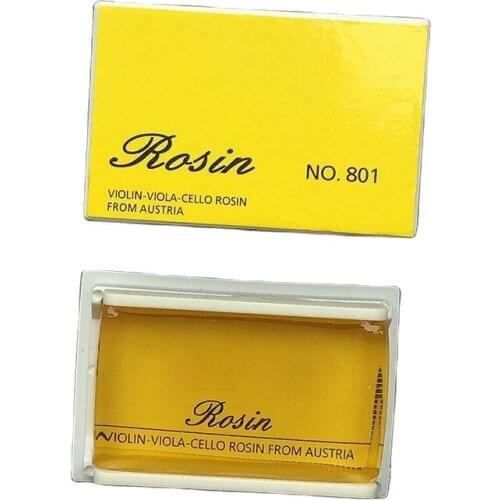 Rosin NO. 801
VIOLIN-VIOLA-CELLO ROSIN
FROM AUSTRIA
Rosin
VIOLIN-VIOLA-CELLO ROSIN FROM AUSTRIA